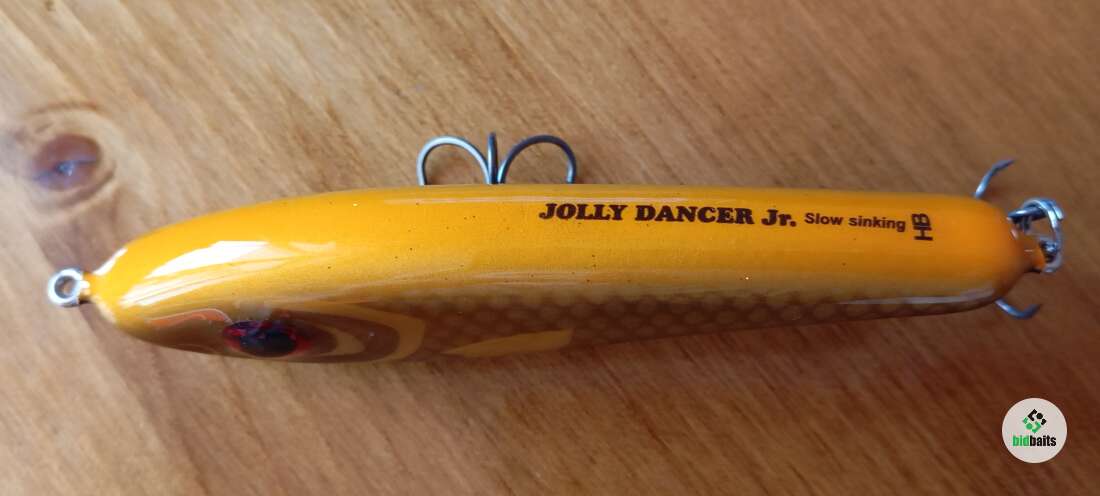 JOLLY DANCER Jr. Slow sinking HB
bidbaits